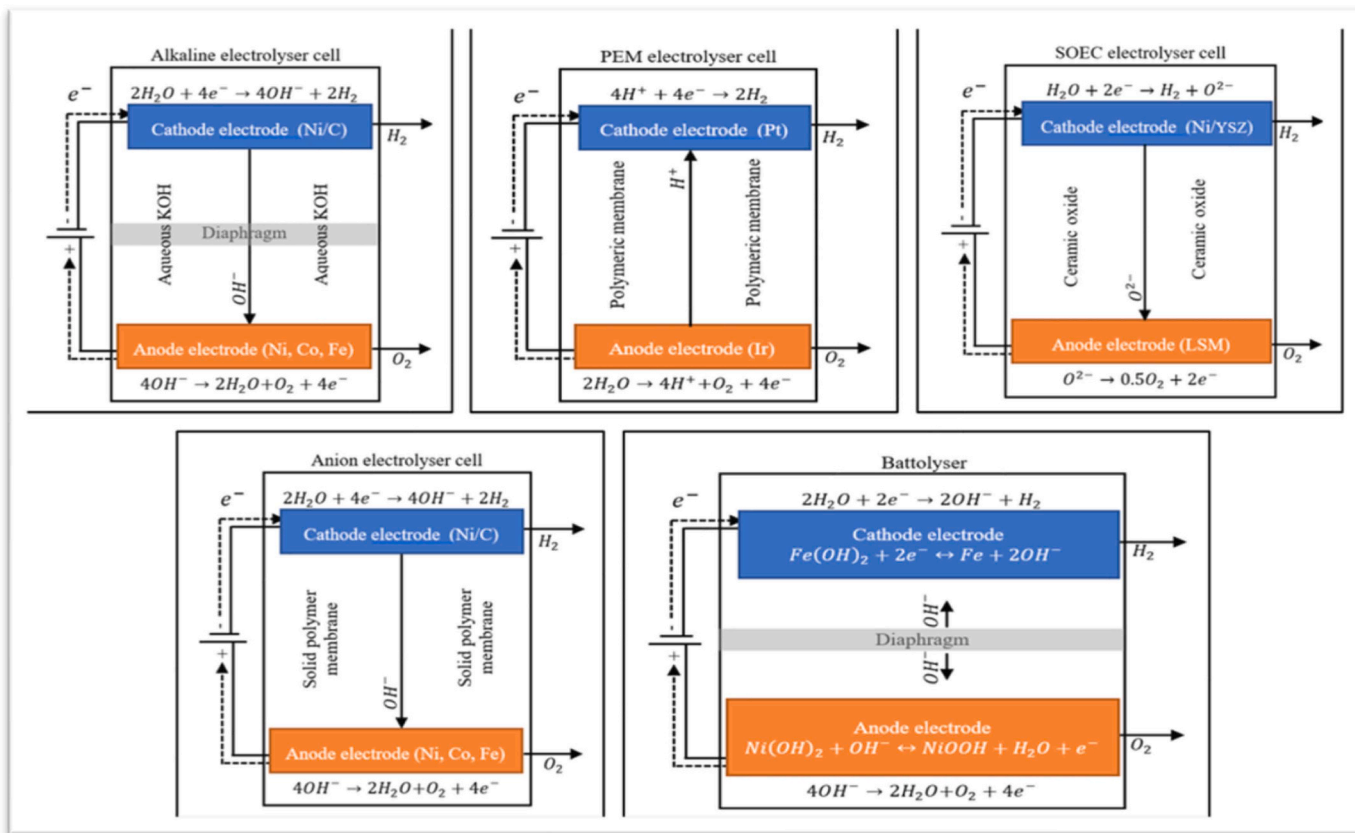 Alkaline electrolyser cell
e⁻
2H₂O + 4e⁻ → 4OH⁻ + 2H₂
Cathode electrode (Ni/C)
H₂
Aqueous KOH
Aqueous KOH
-
Diaphragm
+
OH⁻
Anode electrode (Ni, Co, Fe)
O₂
4OH⁻ → 2H₂O+O₂ + 4e⁻
PEM electrolyser cell
e⁻
4H⁺ + 4e⁻ → 2H₂
Cathode electrode (Pt)
H₂
H⁺
Polymeric membrane
Polymeric membrane
-
+
Anode electrode (Ir)
O₂
2H₂O → 4H⁺+O₂ + 4e⁻
SOEC electrolyser cell
e⁻
H₂O + 2e⁻ → H₂ + O²⁻
Cathode electrode (Ni/YSZ)
H₂
Ceramic oxide
Ceramic oxide
-
+
O²⁻
Anode electrode (LSM)
O₂
O²⁻ → 0.5O₂ + 2e⁻
Anion electrolyser cell
e⁻
2H₂O + 4e⁻ → 4OH⁻ + 2H₂
Cathode electrode (Ni/C)
H₂
Solid polymer
membrane
Solid polymer
membrane
-
+
OH⁻
Anode electrode (Ni, Co, Fe)
O₂
4OH⁻ → 2H₂O+O₂ + 4e⁻
Battolyser
e⁻
2H₂O + 2e⁻ → 2OH⁻ + H₂
Cathode electrode
Fe(OH)₂ + 2e⁻ ↔ Fe + 2OH⁻
H₂
OH⁻
-
Diaphragm
+
OH⁻
Anode electrode
Ni(OH)₂ + OH⁻ ↔ NiOOH + H₂O + e⁻
O₂
4OH⁻ → 2H₂O+O₂ + 4e⁻